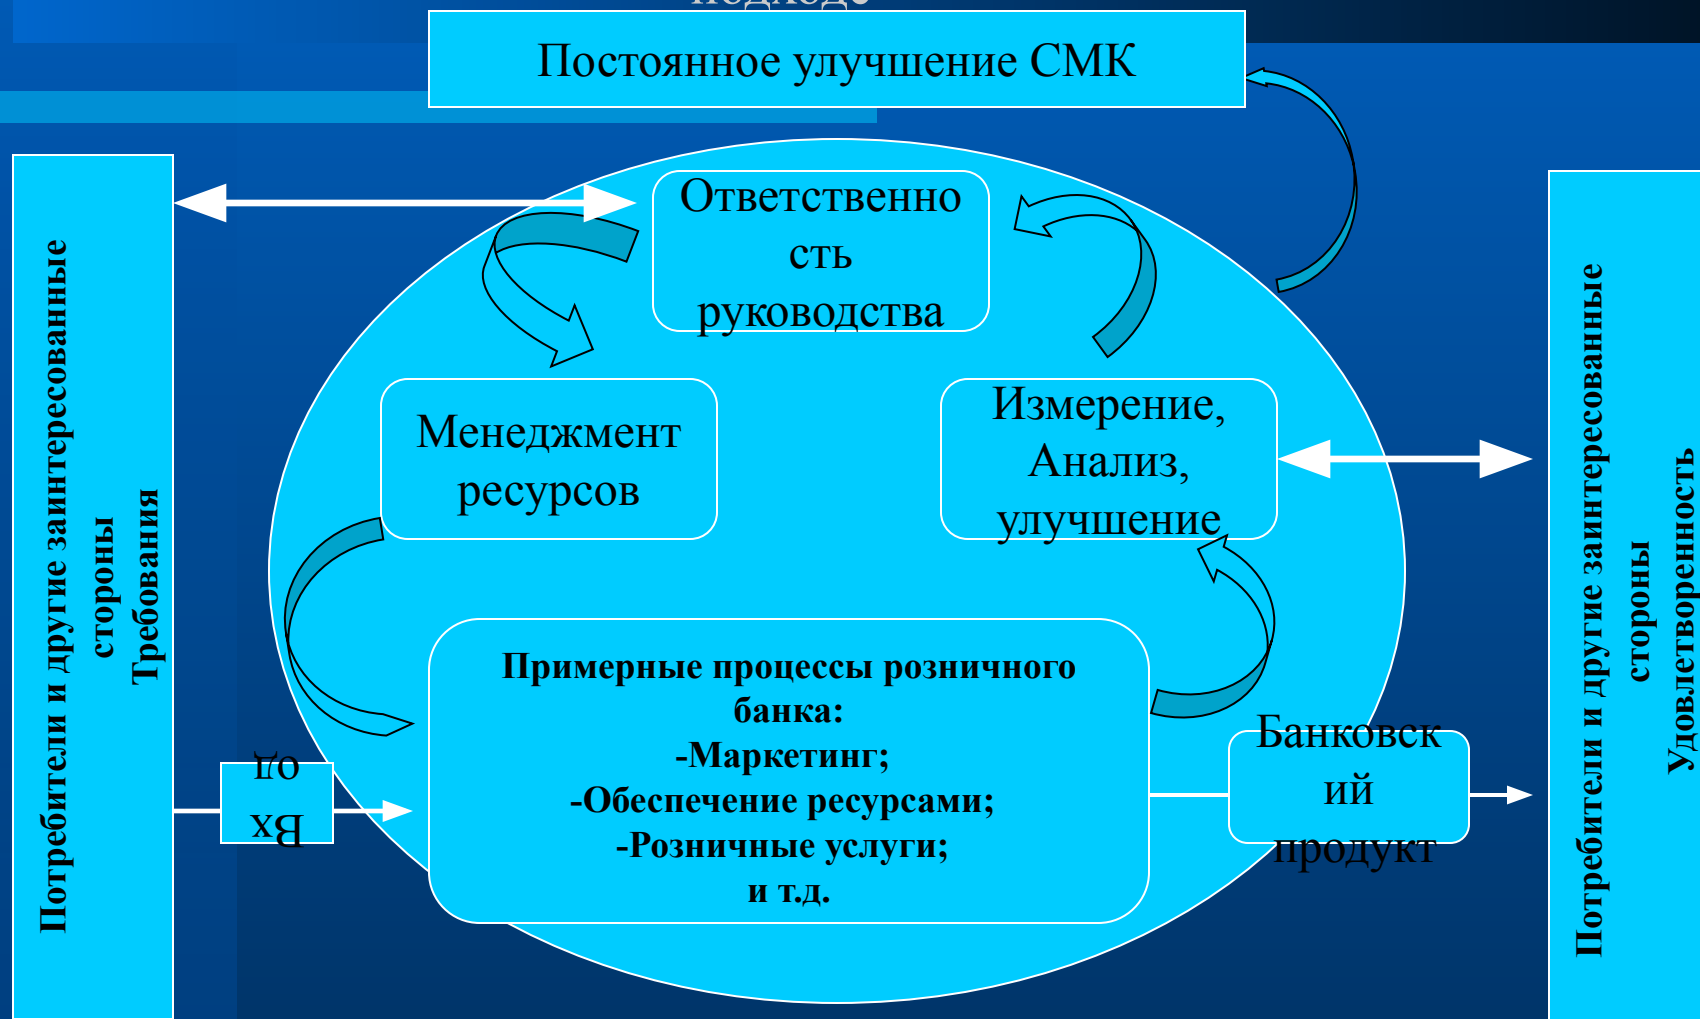 подходе
Постоянное улучшение СМК
Потребители и другие заинтересованные
стороны
Требования
Ответственно
сть
руководства
Менеджмент
ресурсов
Измерение,
Анализ,
улучшение
Примерные процессы розничного
банка:
-Маркетинг;
-Обеспечение ресурсами;
-Розничные услуги;
и т.д.
Вх
од
Банковск
ий
продукт
Потребители и другие заинтересованные
стороны
Удовлетворенность